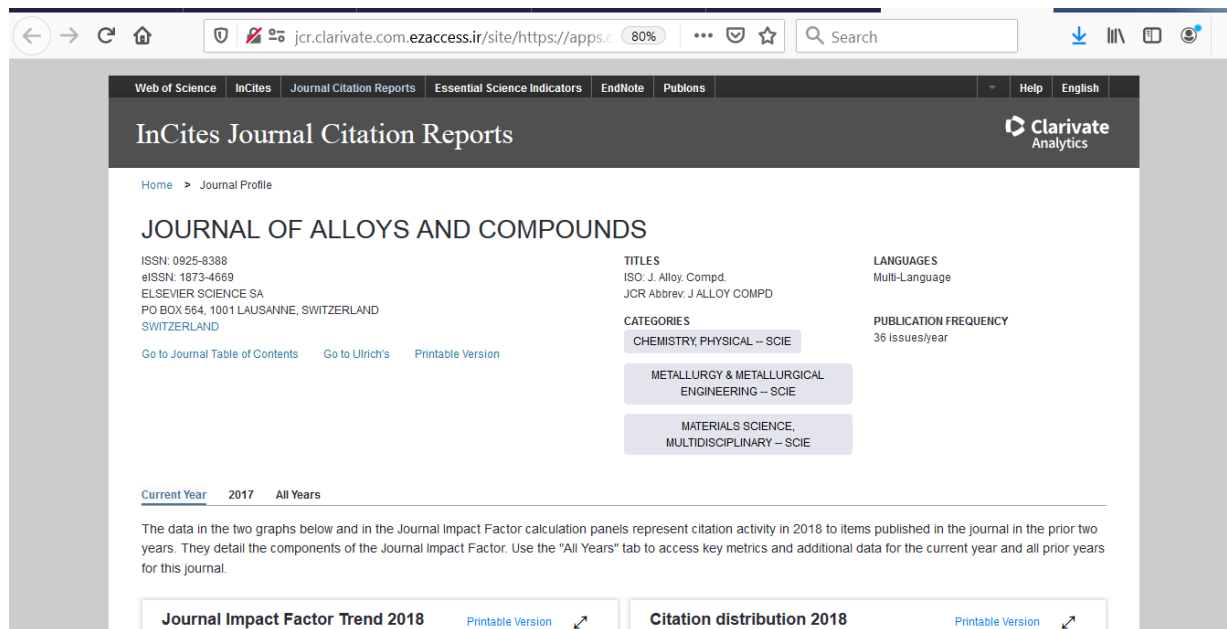 jcr.clarivate.com.ezaccess.ir/site/https://apps.c
80%
Search
Web of Science InCites Journal Citation Reports Essential Science Indicators EndNote Publons Help English
InCites Journal Citation Reports
Clarivate
Analytics
Home > Journal Profile
JOURNAL OF ALLOYS AND COMPOUNDS
ISSN: 0925-8388
eISSN: 1873-4669
ELSEVIER SCIENCE SA
PO BOX 564, 1001 LAUSANNE, SWITZERLAND
SWITZERLAND
Go to Journal Table of Contents Go to Ulrich's Printable Version
TITLES
ISO: J. Alloy. Compd.
JCR Abbrev: J ALLOY COMPD
CATEGORIES
CHEMISTRY, PHYSICAL -- SCIE
METALLURGY & METALLURGICAL
ENGINEERING -- SCIE
MATERIALS SCIENCE,
MULTIDISCIPLINARY -- SCIE
LANGUAGES
Multi-Language
PUBLICATION FREQUENCY
36 issues/year
Current Year 2017 All Years
The data in the two graphs below and in the Journal Impact Factor calculation panels represent citation activity in 2018 to items published in the journal in the prior two
years. They detail the components of the Journal Impact Factor. Use the "All Years" tab to access key metrics and additional data for the current year and all prior years
for this journal.
Journal Impact Factor Trend 2018 Printable Version
Citation distribution 2018 Printable Version